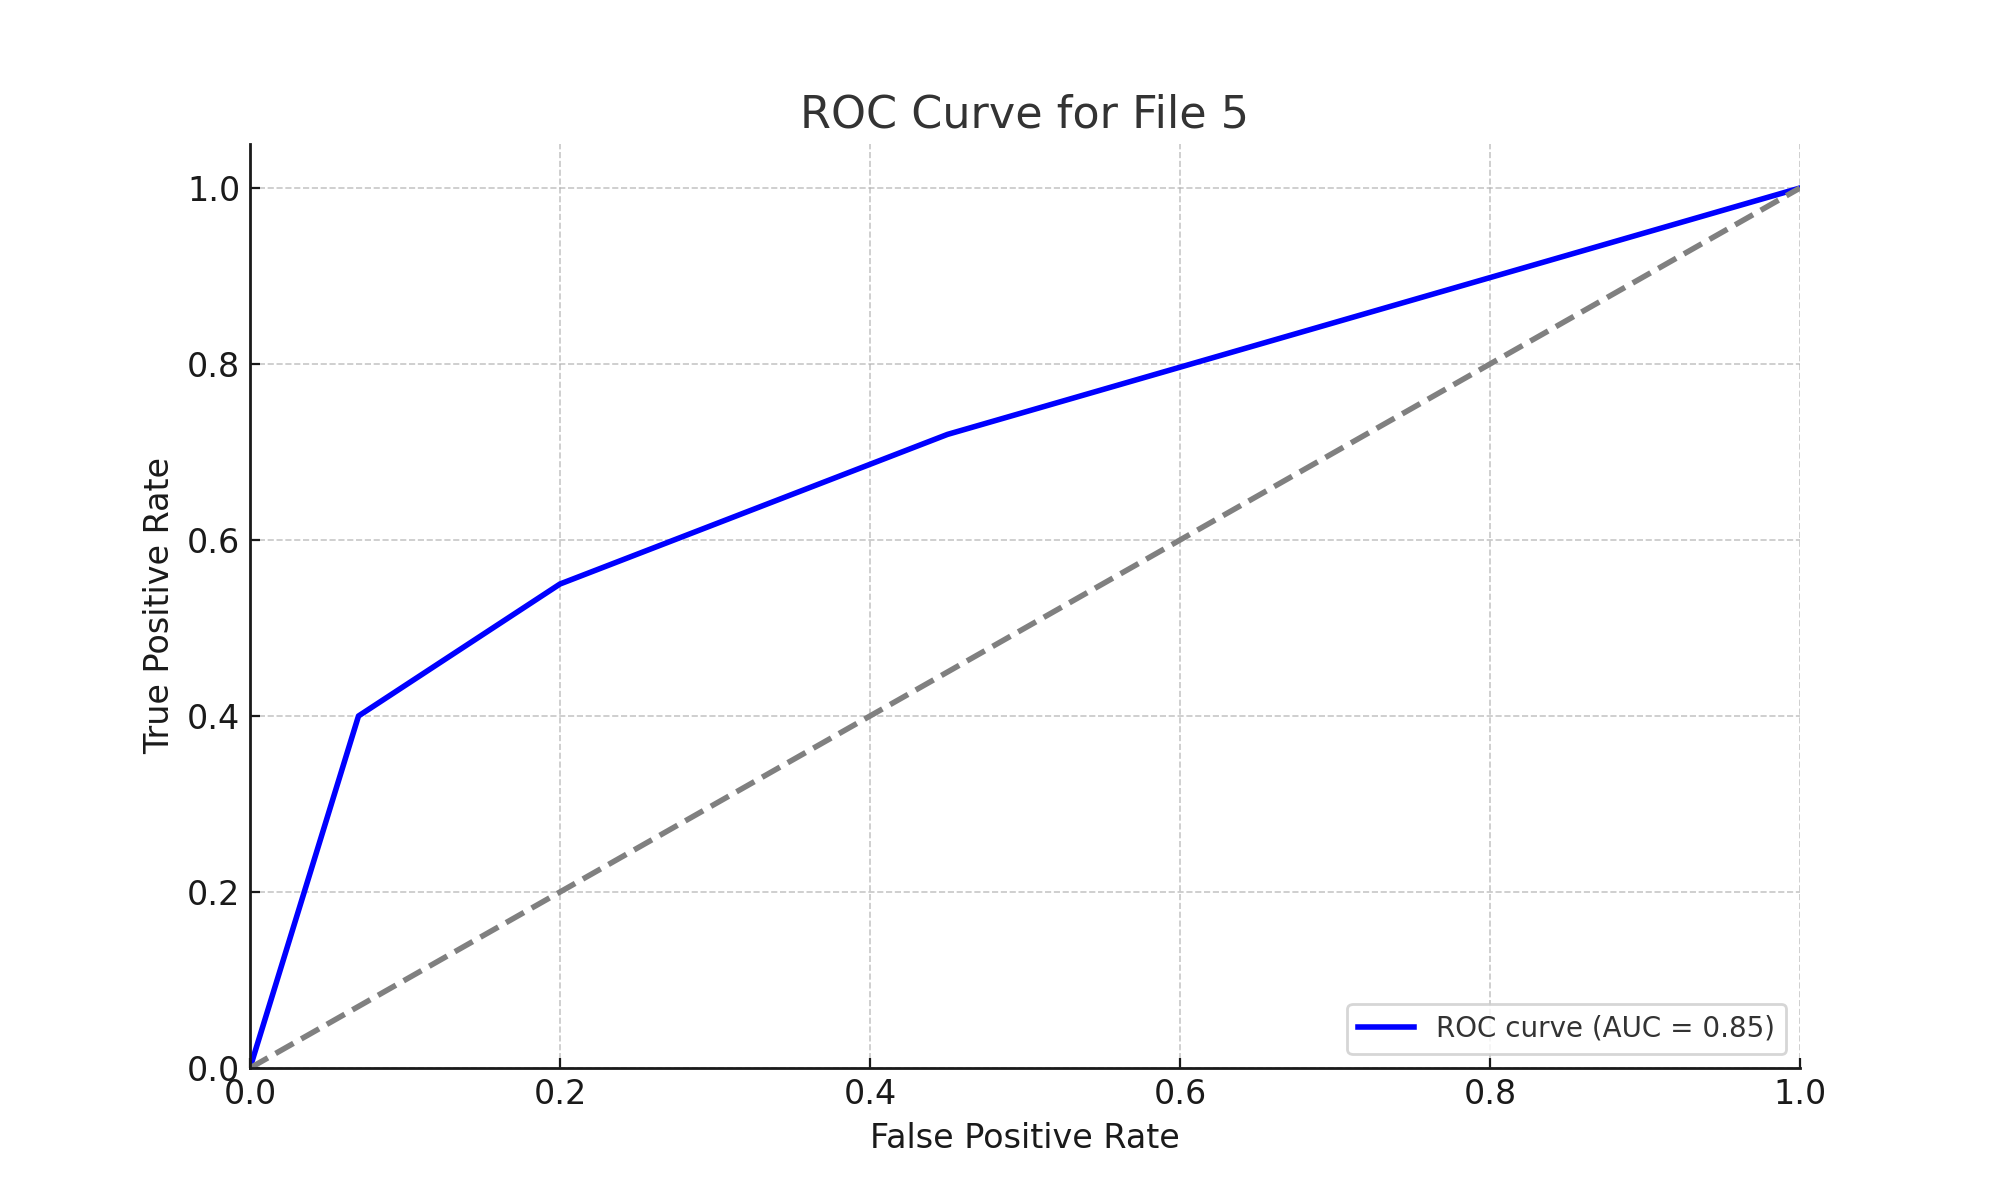 ROC Curve for File 5
True Positive Rate
1.0
0.8
0.6
0.4
0.2
0.0
0.0 0.2 0.4 0.6 0.8 1.0
False Positive Rate
ROC curve (AUC = 0.85)